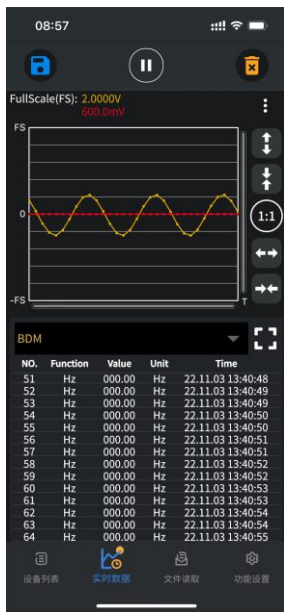 08:57
FullScale(FS): 2.0000V
600.0mV
FS
0
-FS
T
1:1
BDM
NO. Function Value Unit Time
51 Hz 000.00 Hz 22.11.03 13:40:48
52 Hz 000.00 Hz 22.11.03 13:40:49
53 Hz 000.00 Hz 22.11.03 13:40:49
54 Hz 000.00 Hz 22.11.03 13:40:50
55 Hz 000.00 Hz 22.11.03 13:40:50
56 Hz 000.00 Hz 22.11.03 13:40:51
57 Hz 000.00 Hz 22.11.03 13:40:51
58 Hz 000.00 Hz 22.11.03 13:40:52
59 Hz 000.00 Hz 22.11.03 13:40:52
60 Hz 000.00 Hz 22.11.03 13:40:53
61 Hz 000.00 Hz 22.11.03 13:40:53
62 Hz 000.00 Hz 22.11.03 13:40:54
63 Hz 000.00 Hz 22.11.03 13:40:54
64 Hz 000.00 Hz 22.11.03 13:40:55
设备列表 实时数据 文件读取 功能设置